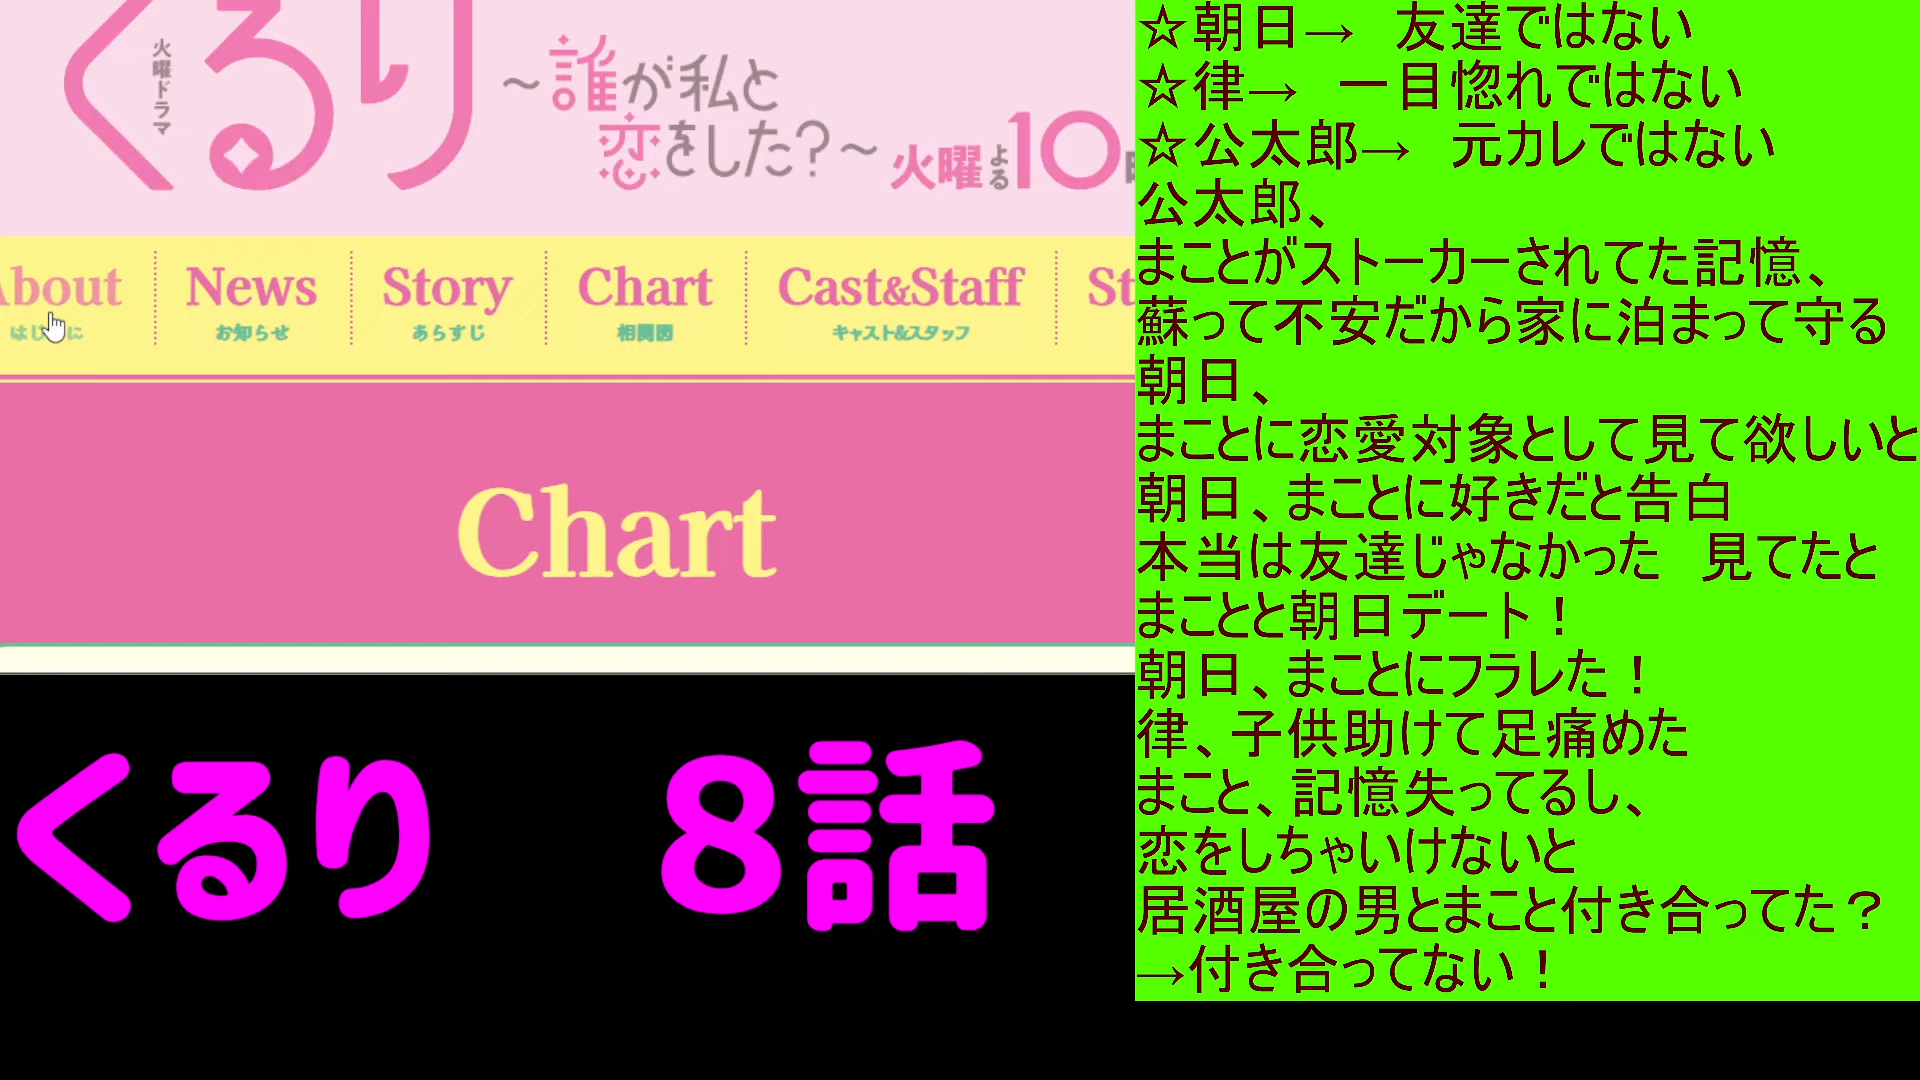 火曜ドラマ
くるり
～誰が私と
恋をした？～
火曜よる10時
About
はじめに
News
お知らせ
Story
あらすじ
Chart
相関図
Cast&Staff
キャスト&スタッフ
St
Chart
くるり　8話
☆朝日→　友達ではない
☆律→　一目惚れではない
☆公太郎→　元カレではない
公太郎、
まことがストーカーされてた記憶、
蘇って不安だから家に泊まって守る
朝日、
まことに恋愛対象として見て欲しいと
朝日、まことに好きだと告白
本当は友達じゃなかった　見てたと
まことと朝日デート！
朝日、まことにフラレた！
律、子供助けて足痛めた
まこと、記憶失ってるし、
恋をしちゃいけないと
居酒屋の男とまこと付き合ってた？
→付き合ってない！